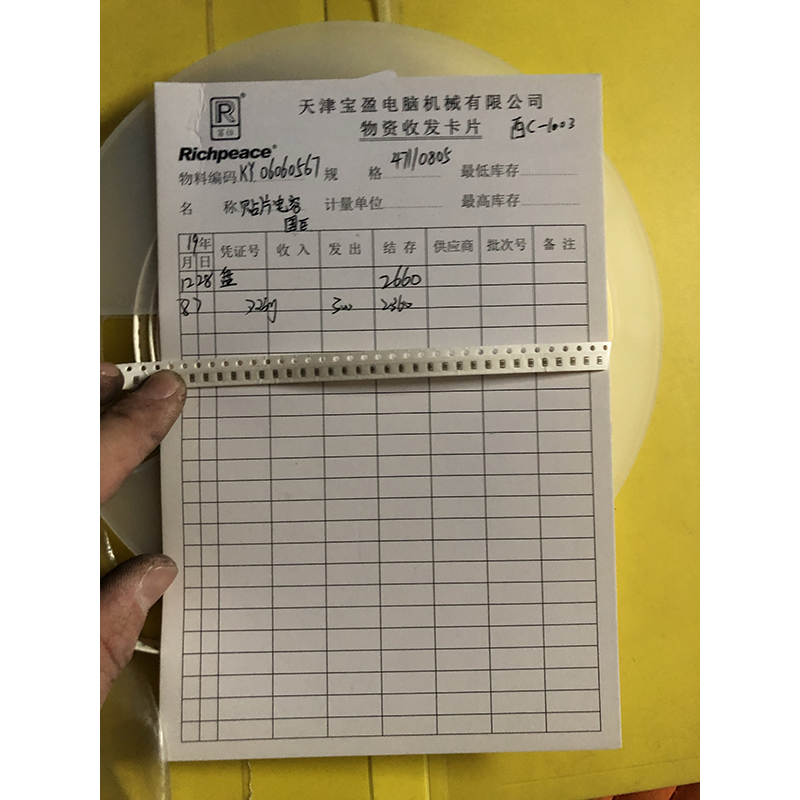 R
富怡
Richpeace®
天津宝盈电脑机械有限公司
物资收发卡片 西C-1003
物料编码 KY 06060567 规 格 471/0805 最低库存
名 称 贴片电容 计量单位 最高库存
国巨
19年 凭证号 收入 发出 结存 供应商 批次号 备注
月 日
12 28 盘 2660
8 7 300 2360